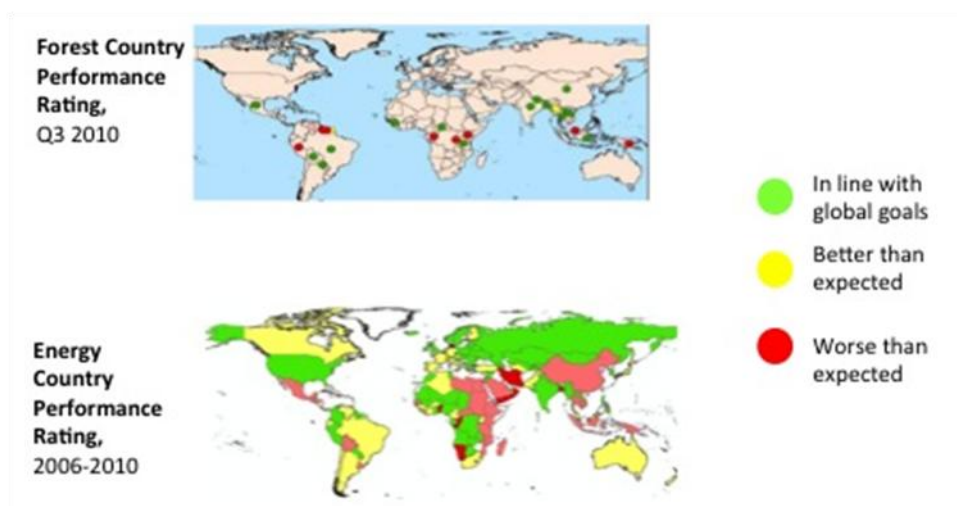 Forest Country
Performance
Rating,
Q3 2010
In line with
global goals
Better than
expected
Worse than
expected
Energy
Country
Performance
Rating,
2006-2010